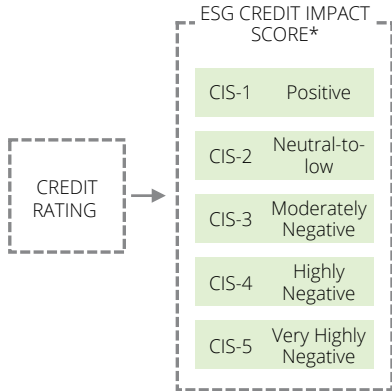 ESG CREDIT IMPACT
SCORE*
CIS-1 Positive
CIS-2 Neutral-to-
low
CREDIT
RATING
CIS-3 Moderately
Negative
CIS-4 Highly
Negative
CIS-5 Very Highly
Negative